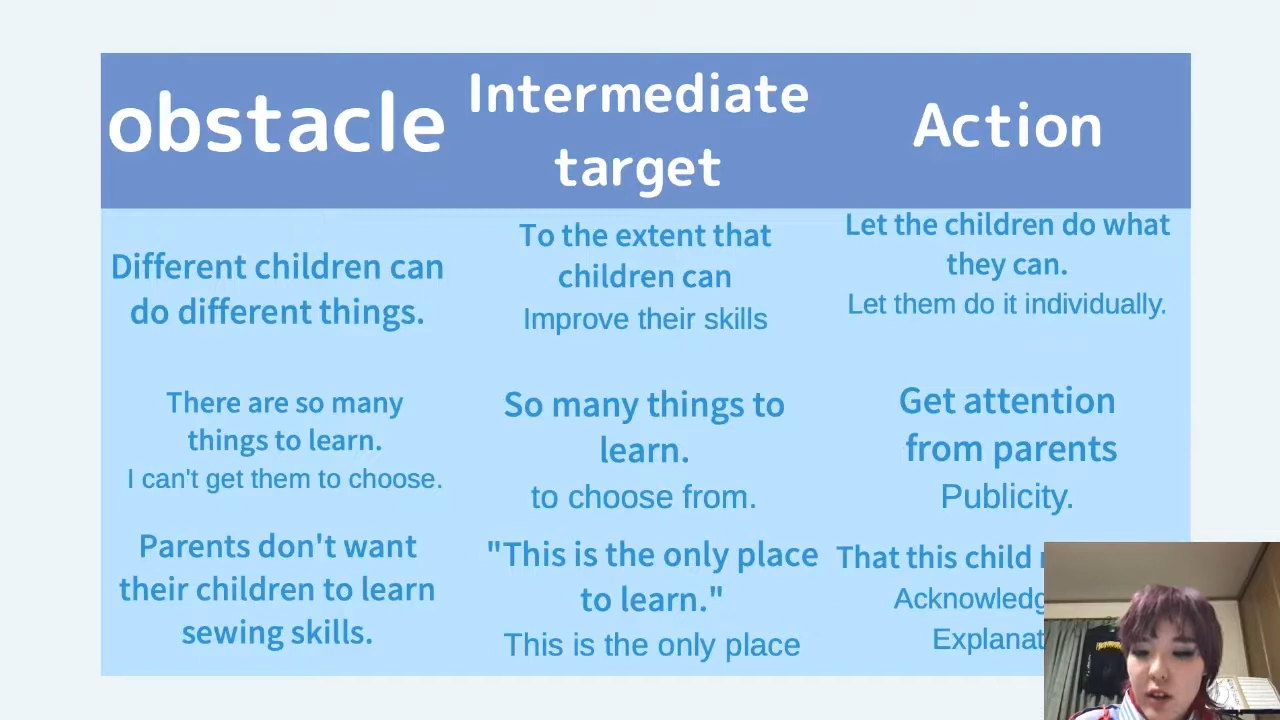 obstacle
Intermediate
target
Action
Different children can
do different things.
To the extent that
children can
Improve their skills
Let the children do what
they can.
Let them do it individually.
There are so many
things to learn.
I can't get them to choose.
So many things to
learn.
to choose from.
Get attention
from parents
Publicity.
Parents don't want
their children to learn
sewing skills.
"This is the only place
to learn."
This is the only place
That this child